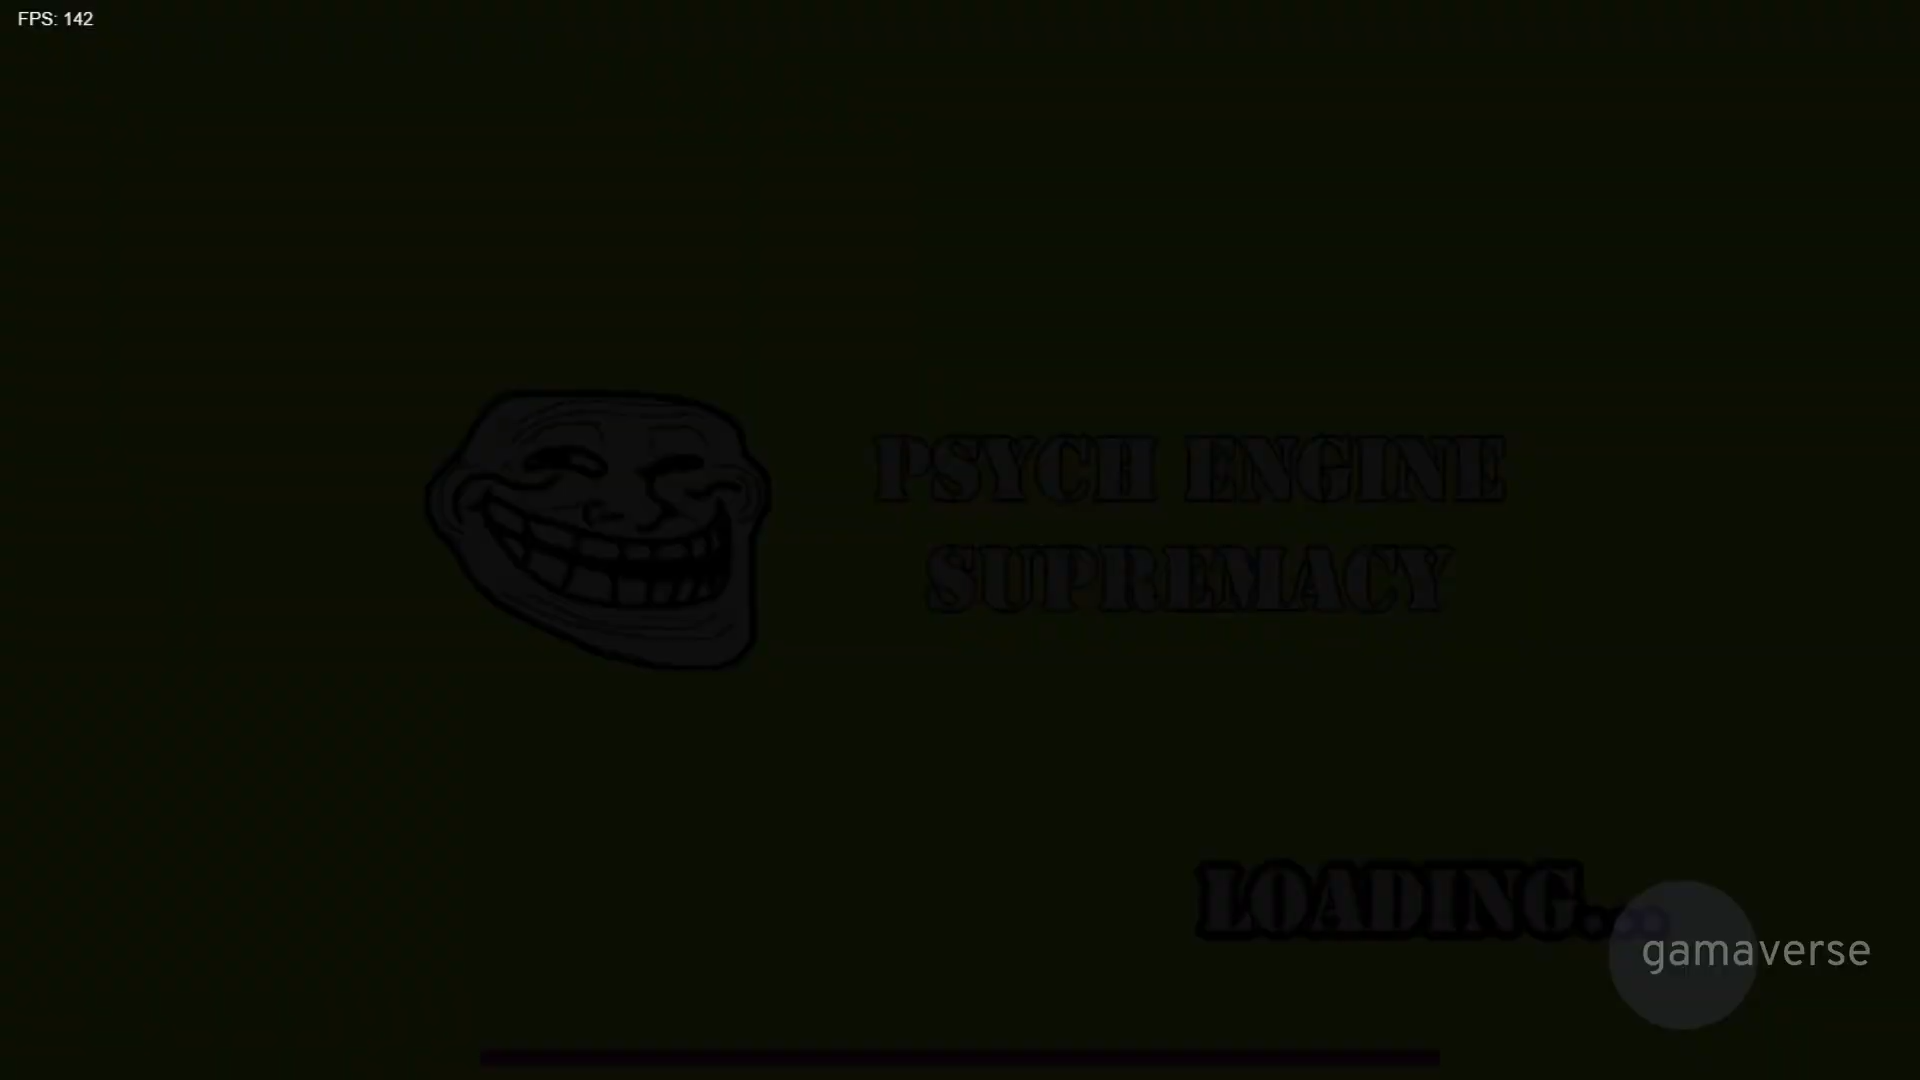 FPS: 142
PSYCH ENGINE
SUPREMACY
LOADING...
gamaverse